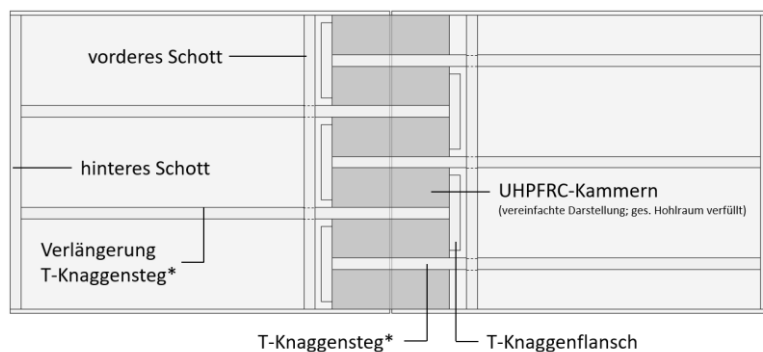 vorderes Schott
hinteres Schott
UHPFRC-Kammern
(vereinfachte Darstellung; ges. Hohlraum verfüllt)
Verlängerung
T-Knaggensteg*
T-Knaggensteg*
T-Knaggenflansch